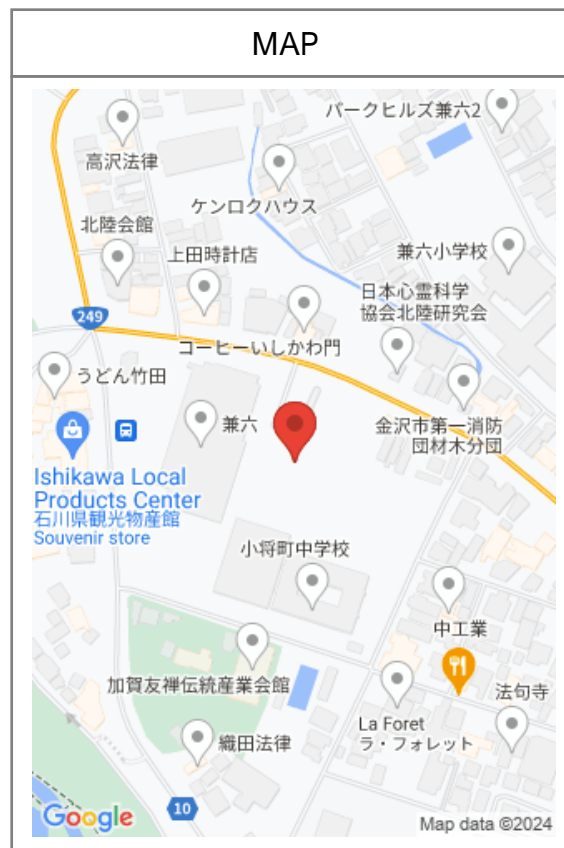 MAP
パークヒルズ兼六2
高沢法律
ケンロクハウス
北陸会館
兼六小学校
上田時計店
日本心霊科学
協会北陸研究会
249
コーヒーいしかわ門
うどん竹田
兼六
金沢市第一消防
団材木分団
Ishikawa Local
Products Center
石川県観光物産館
Souvenir store
小将町中学校
中工業
加賀友禅伝統産業会館
法句寺
La Foret
ラ・フォレット
織田法律
10
Google
Map data ©2024